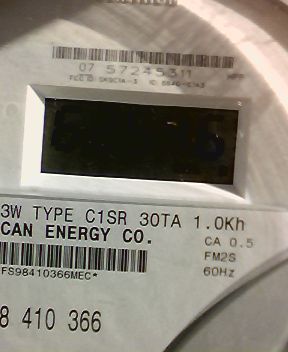 07 57245311
3W TYPE C1SR 30TA 1.0Kh
CAN ENERGY CO.
CA 0.5
FM2S
60Hz
FS98410366MEC*
8 410 366